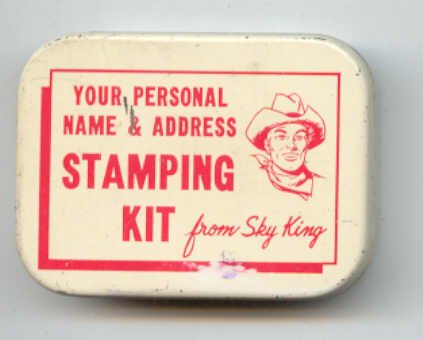 YOUR PERSONAL
NAME & ADDRESS
STAMPING
KIT from Sky King